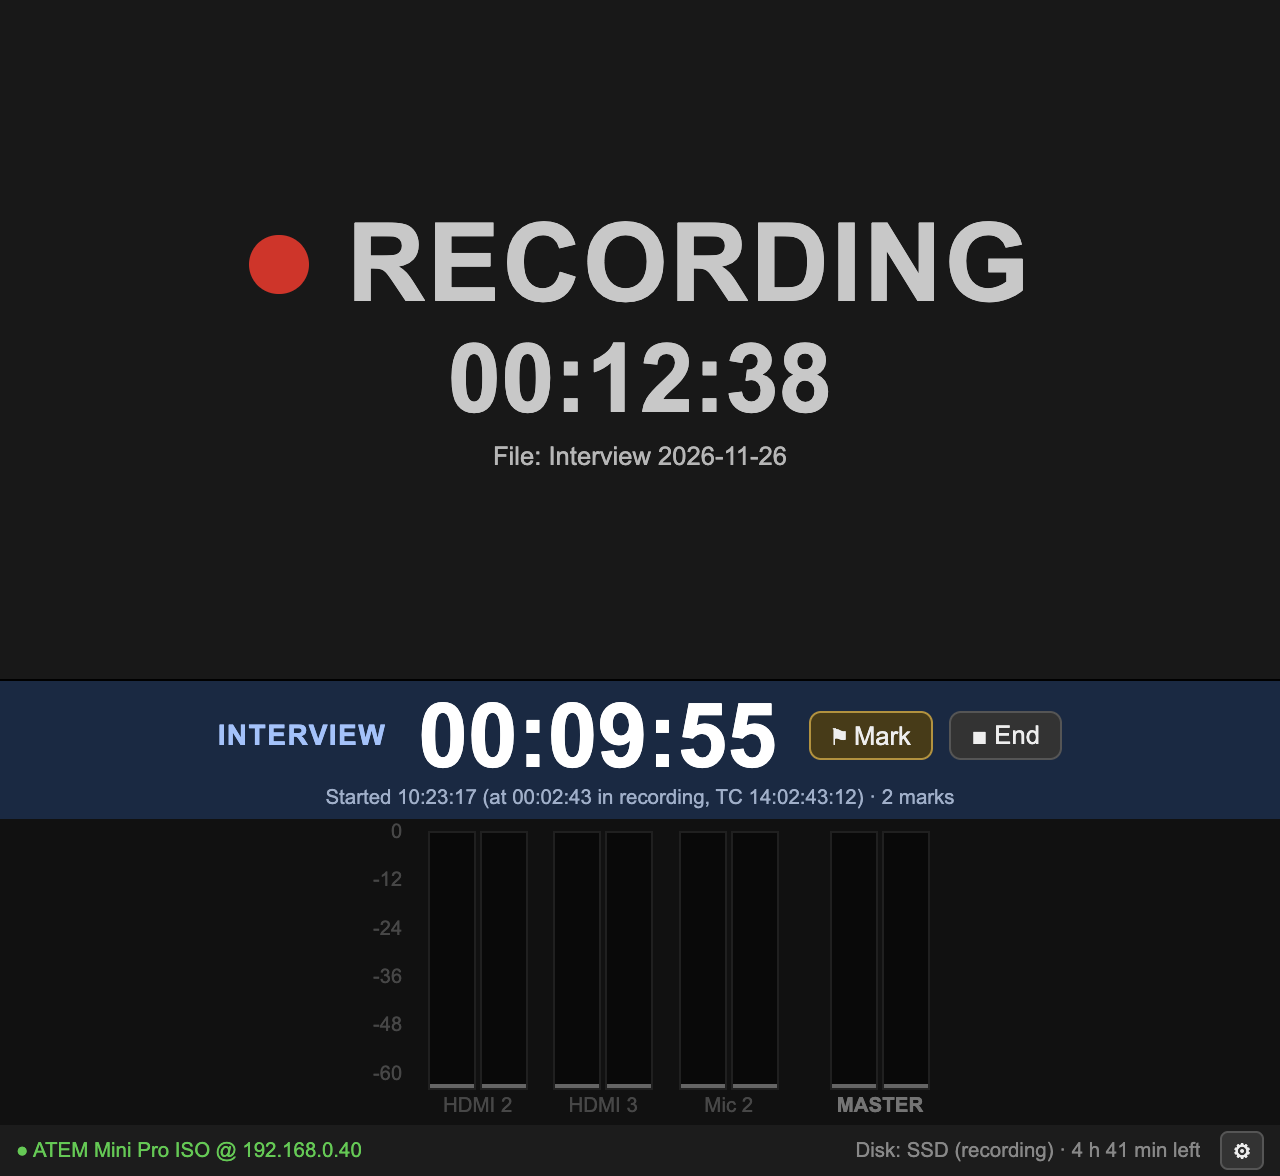 ● RECORDING
00:12:38
File: Interview 2026-11-26
INTERVIEW 00:09:55 ⚑ Mark ■ End
Started 10:23:17 (at 00:02:43 in recording, TC 14:02:43:12) · 2 marks
0
-12
-24
-36
-48
-60
HDMI 2 HDMI 3 Mic 2 MASTER
● ATEM Mini Pro ISO @ 192.168.0.40 Disk: SSD (recording) · 4 h 41 min left ⚙